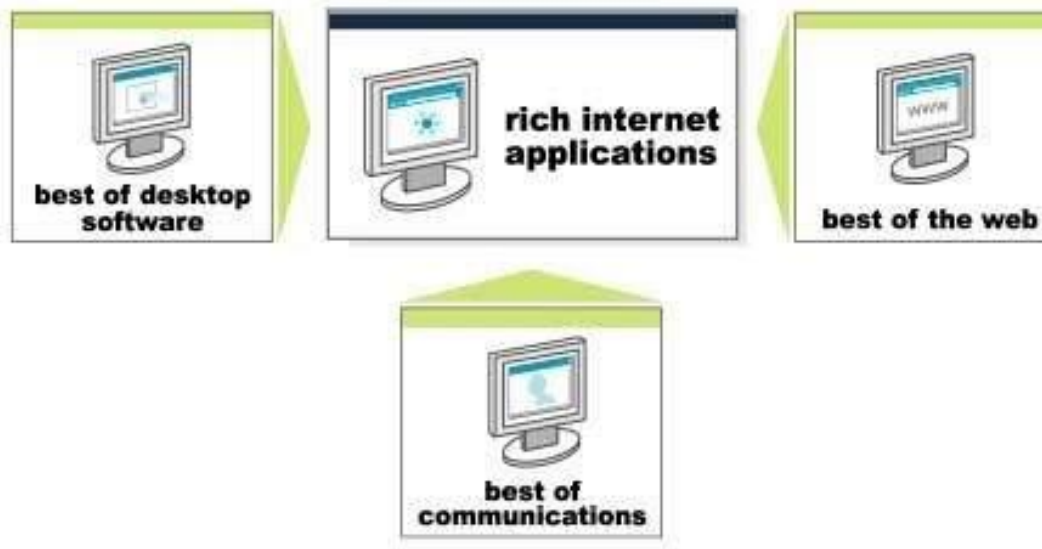 best of desktop
software
rich internet
applications
www
best of the web
best of
communications